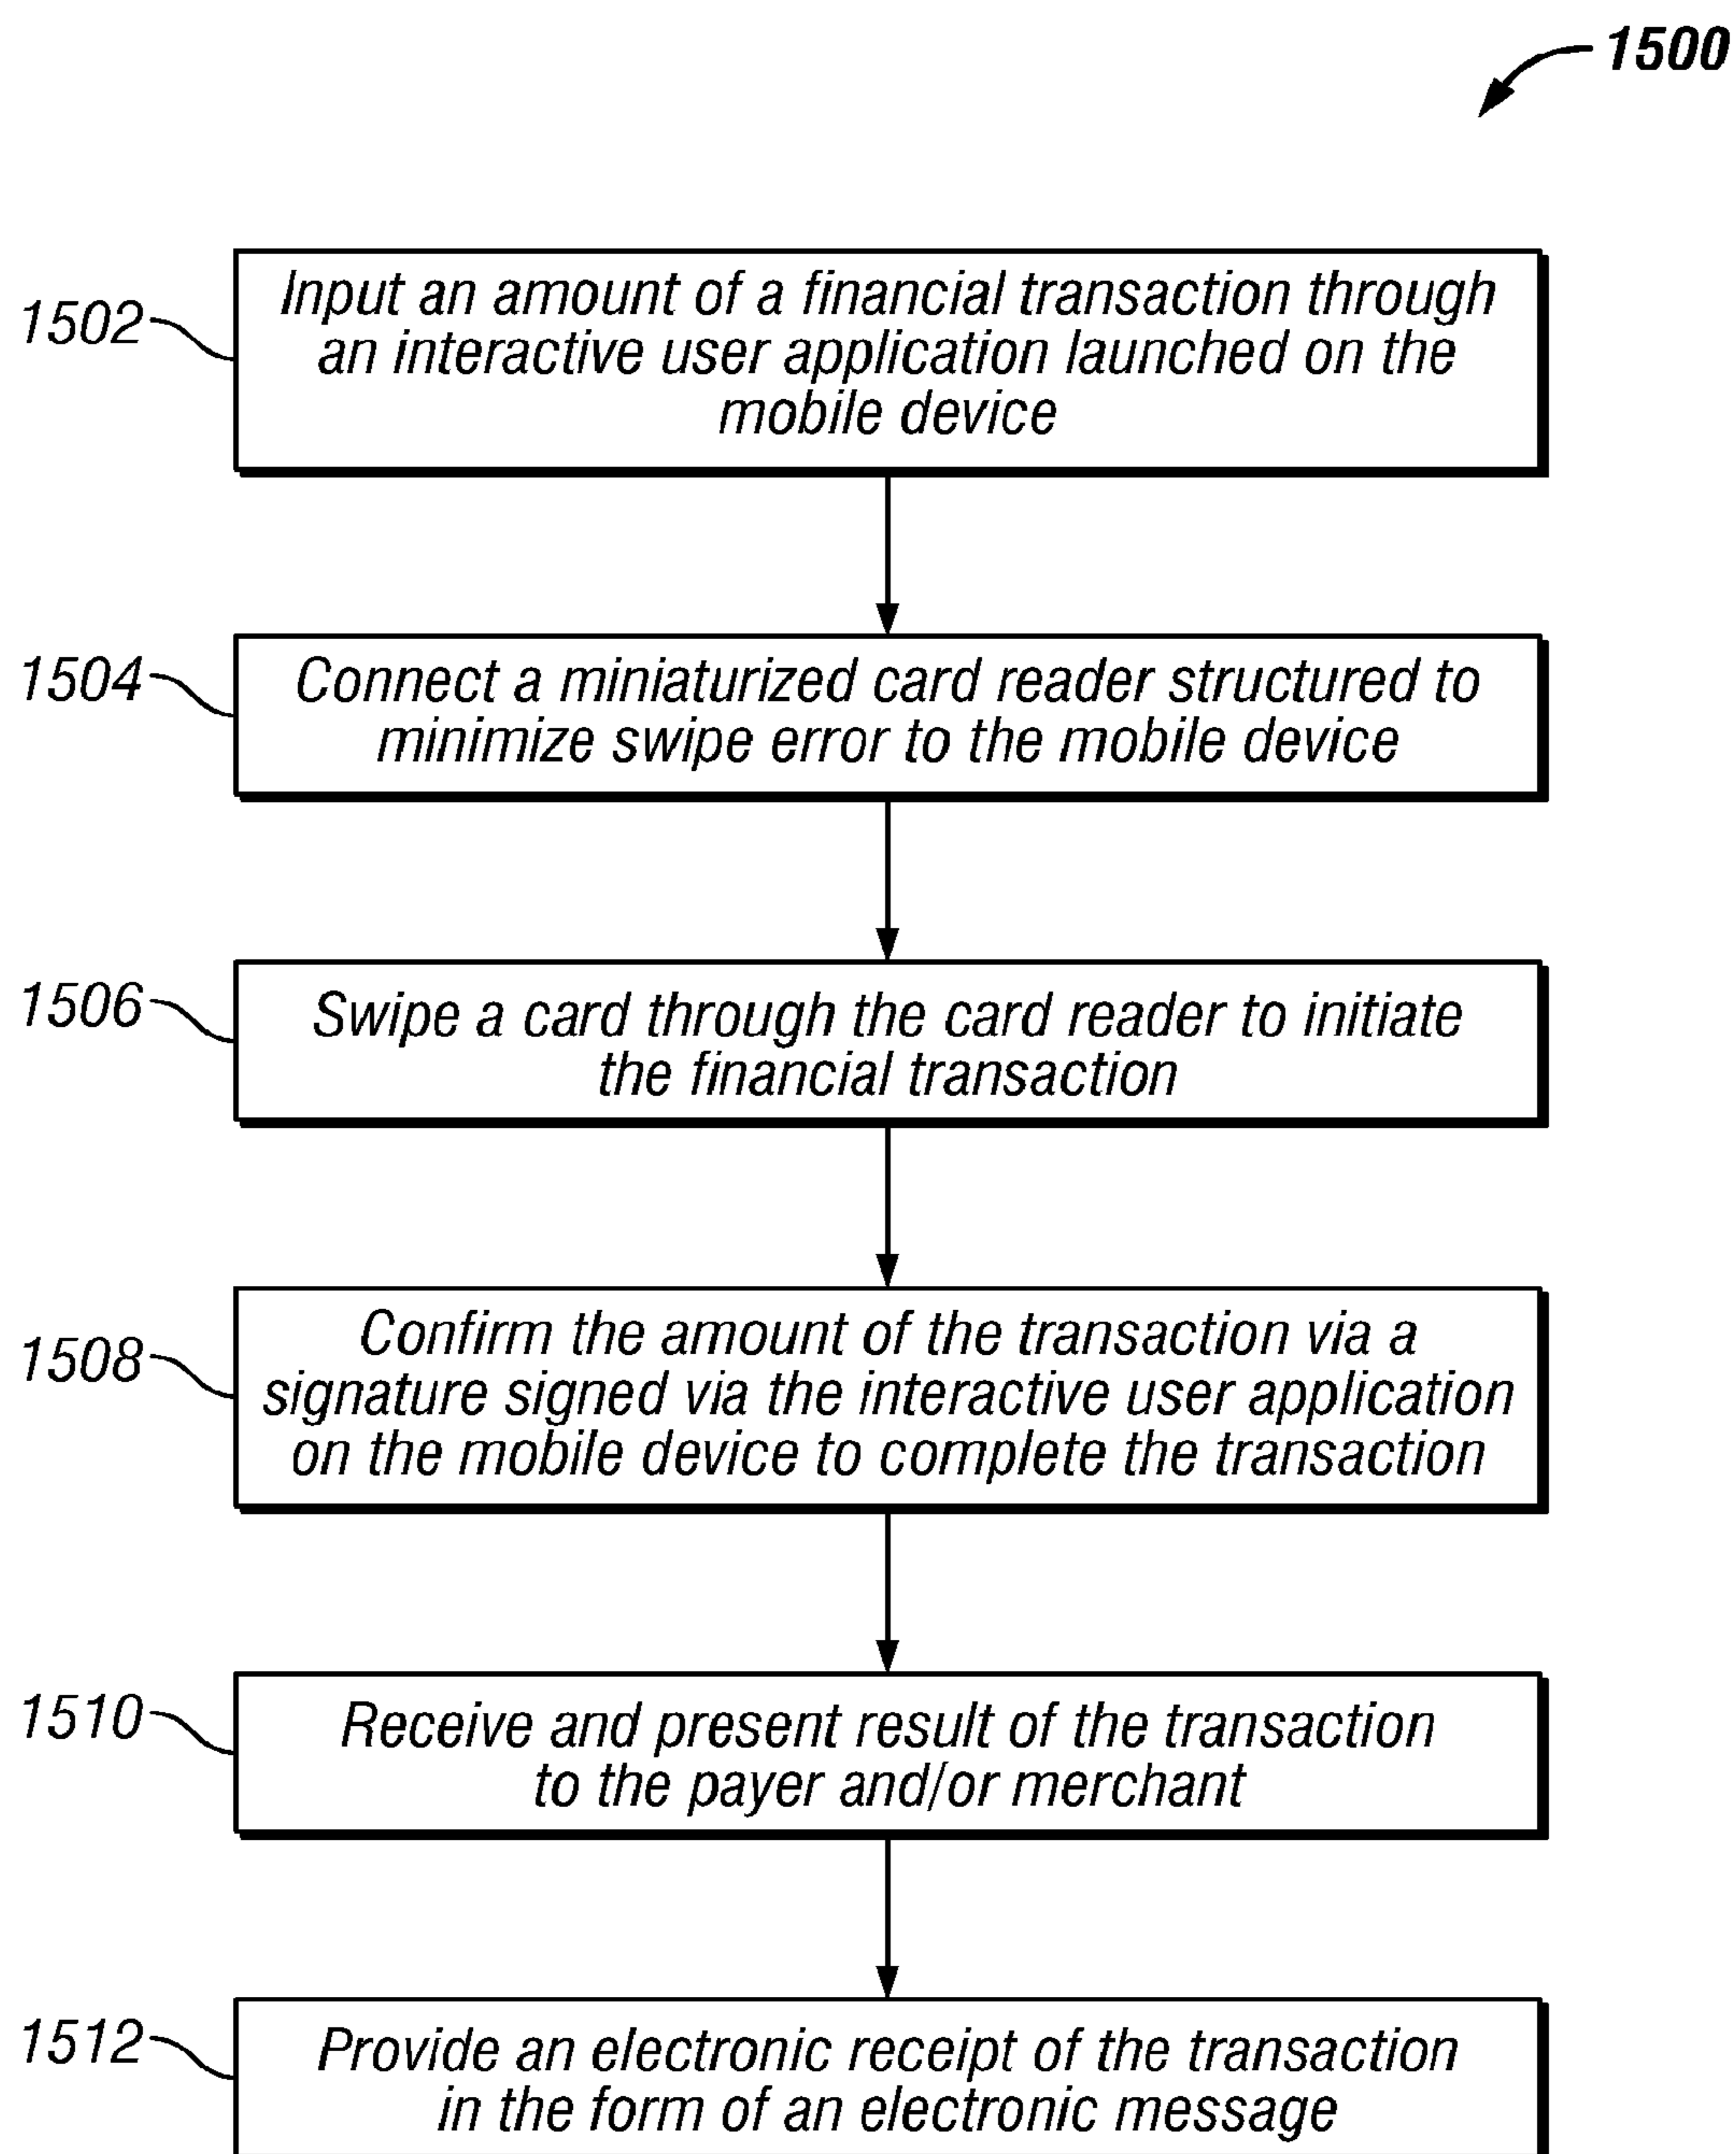 1500
1502
Input an amount of a financial transaction through
an interactive user application launched on the
mobile device
1504
Connect a miniaturized card reader structured to
minimize swipe error to the mobile device
1506
Swipe a card through the card reader to initiate
the financial transaction
1508
Confirm the amount of the transaction via a
signature signed via the interactive user application
on the mobile device to complete the transaction
1510
Receive and present result of the transaction
to the payer and/or merchant
1512
Provide an electronic receipt of the transaction
in the form of an electronic message